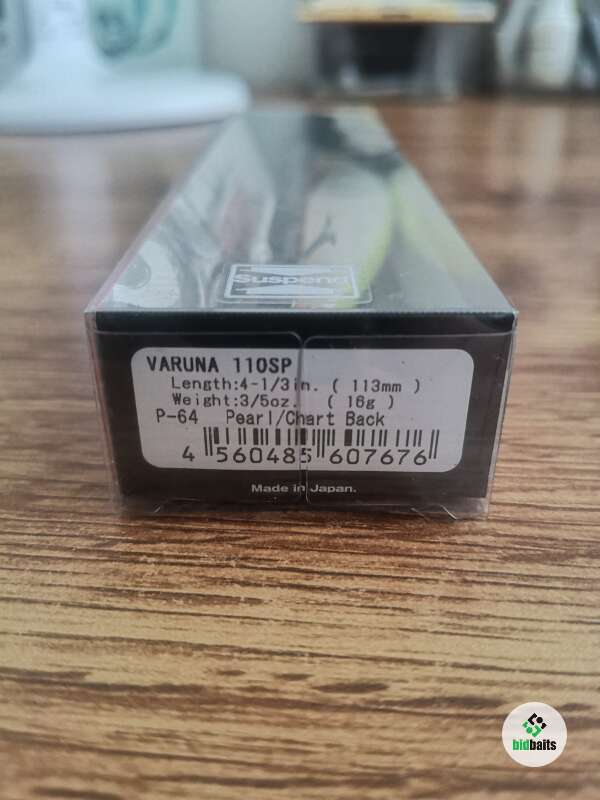 Suspend
VARUNA 110SP
Length:4-1/3in. ( 113mm )
Weight:3/5oz. ( 16g )
P-64 Pearl/Chart Back
4 560485 607676
Made in Japan.
bidbaits